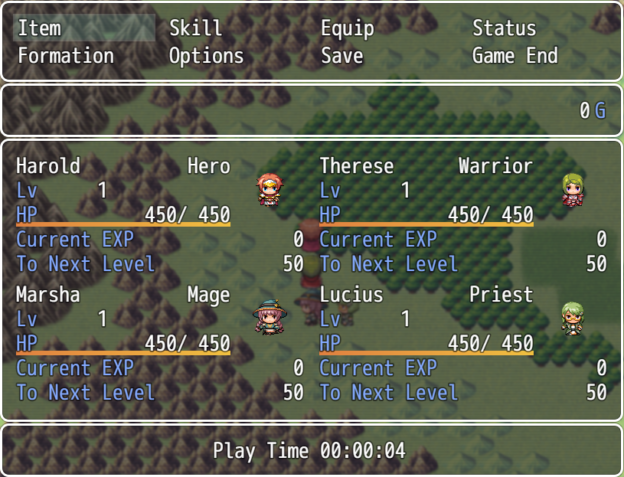 Item Skill Equip Status
Formation Options Save Game End
0 G
Harold Hero
Lv 1
HP 450/ 450
Current EXP 0
To Next Level 50
Therese Warrior
Lv 1
HP 450/ 450
Current EXP 0
To Next Level 50
Marsha Mage
Lv 1
HP 450/ 450
Current EXP 0
To Next Level 50
Lucius Priest
Lv 1
HP 450/ 450
Current EXP 0
To Next Level 50
Play Time 00:00:04